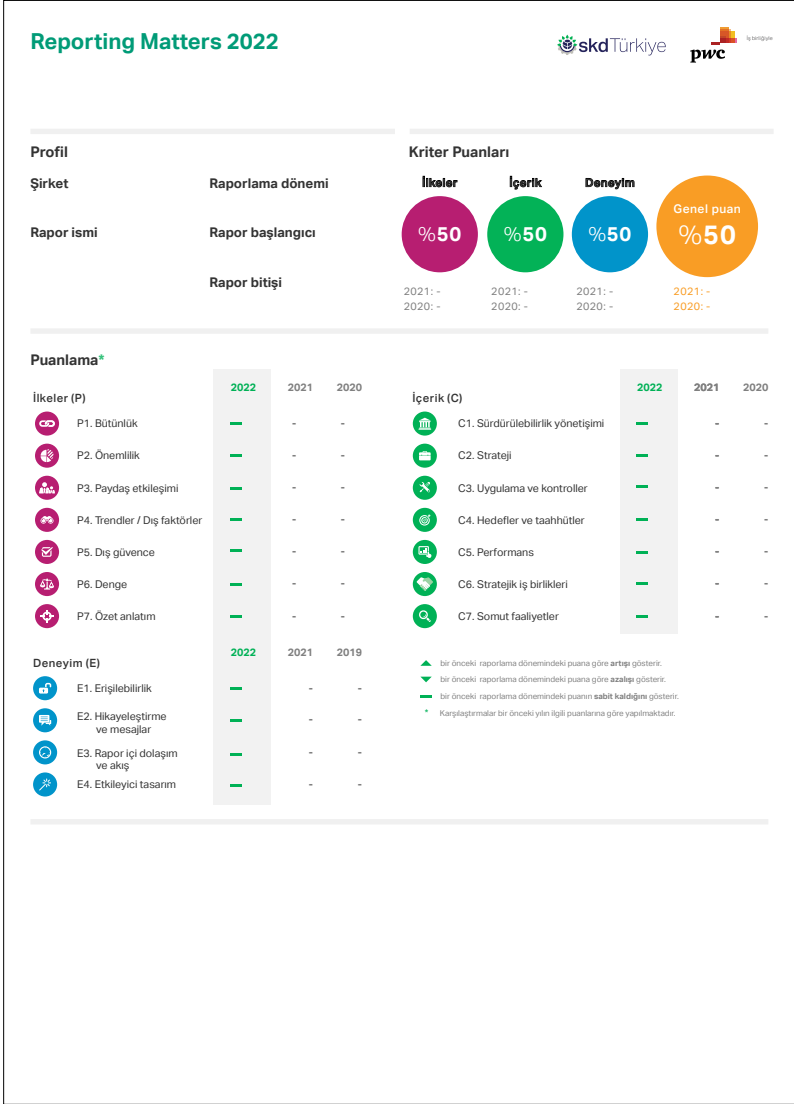 Reporting Matters 2022
skdTürkiye
pwc
İş birliğiyle
Profil
Şirket
Raporlama dönemi
Rapor ismi
Rapor başlangıcı
Rapor bitişi
Kriter Puanları
İlkeler İçerik Deneyim
Genel puan
%50 %50 %50 %50
2021: - 2021: - 2021: - 2021: -
2020: - 2020: - 2020: - 2020: -
Puanlama*
İlkeler (P) 2022 2021 2020
P1. Bütünlük - -
P2. Önemlilik - -
P3. Paydaş etkileşimi - -
P4. Trendler / Dış faktörler - -
P5. Dış güvence - -
P6. Denge - -
P7. Özet anlatım - -
İçerik (C) 2022 2021 2020
C1. Sürdürülebilirlik yönetişimi - -
C2. Strateji - -
C3. Uygulama ve kontroller - -
C4. Hedefler ve taahhütler - -
C5. Performans - -
C6. Stratejik iş birlikleri - -
C7. Somut faaliyetler - -
Deneyim (E) 2022 2021 2019
E1. Erişilebilirlik - -
E2. Hikayeleştirme
ve mesajlar - -
E3. Rapor içi dolaşım
ve akış - -
E4. Etkileyici tasarım - -
bir önceki raporlama dönemindeki puana göre artışı gösterir.
bir önceki raporlama dönemindeki puana göre azalışı gösterir.
bir önceki raporlama dönemindeki puanın sabit kaldığını gösterir.
* Karşılaştırmalar bir önceki yılın ilgili puanlarına göre yapılmaktadır.